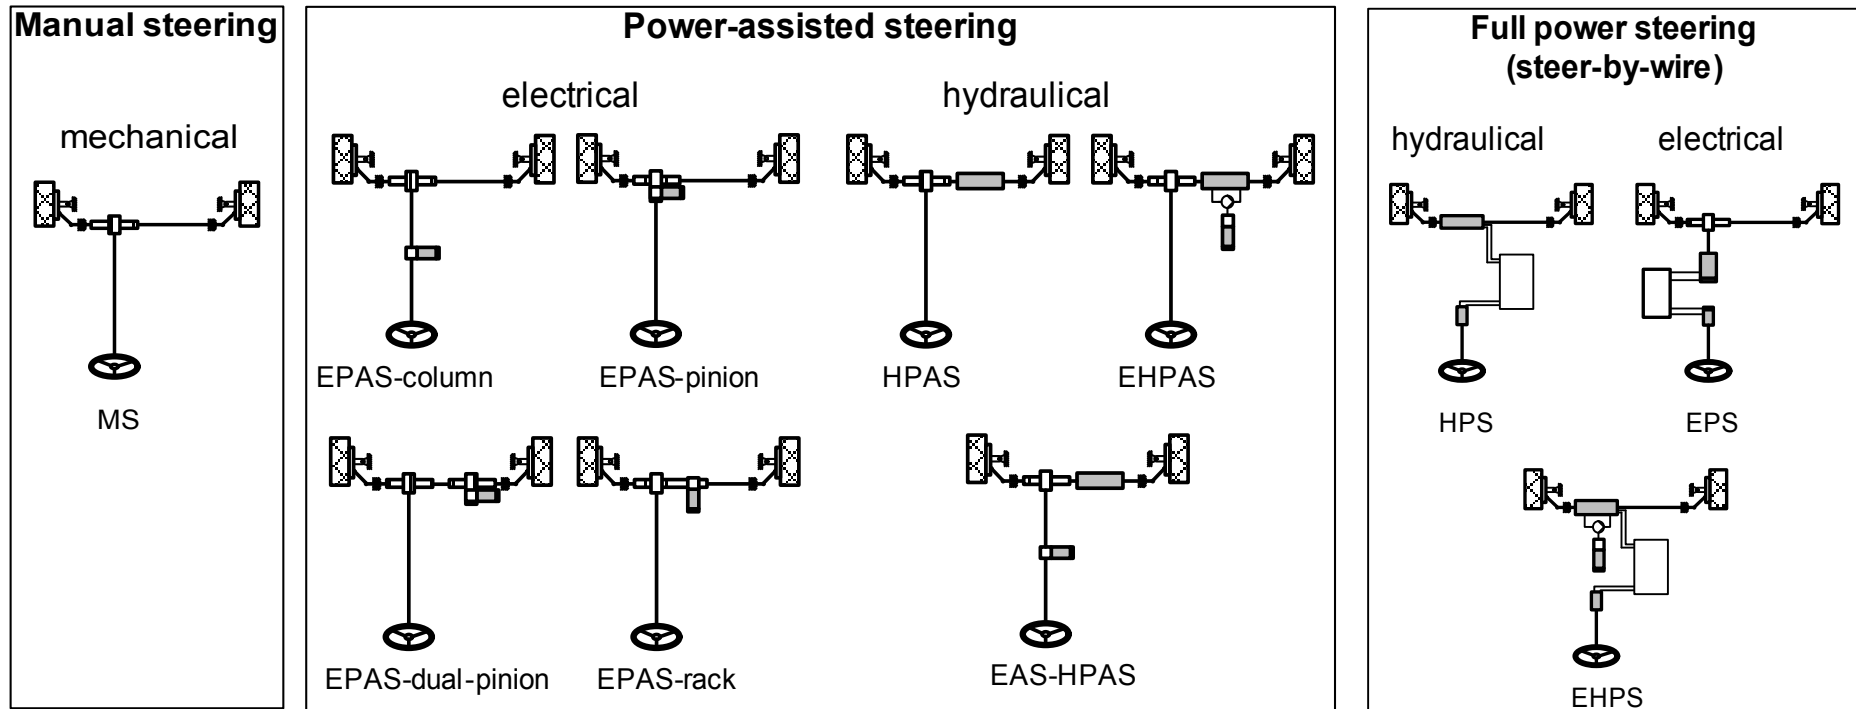 Manual steering
mechanical
MS
Power-assisted steering
electrical
hydraulical
EPAS-column
EPAS-pinion
HPAS
EHPAS
EPAS-dual-pinion
EPAS-rack
EAS-HPAS
Full power steering
(steer-by-wire)
hydraulical
electrical
HPS
EPS
EHPS